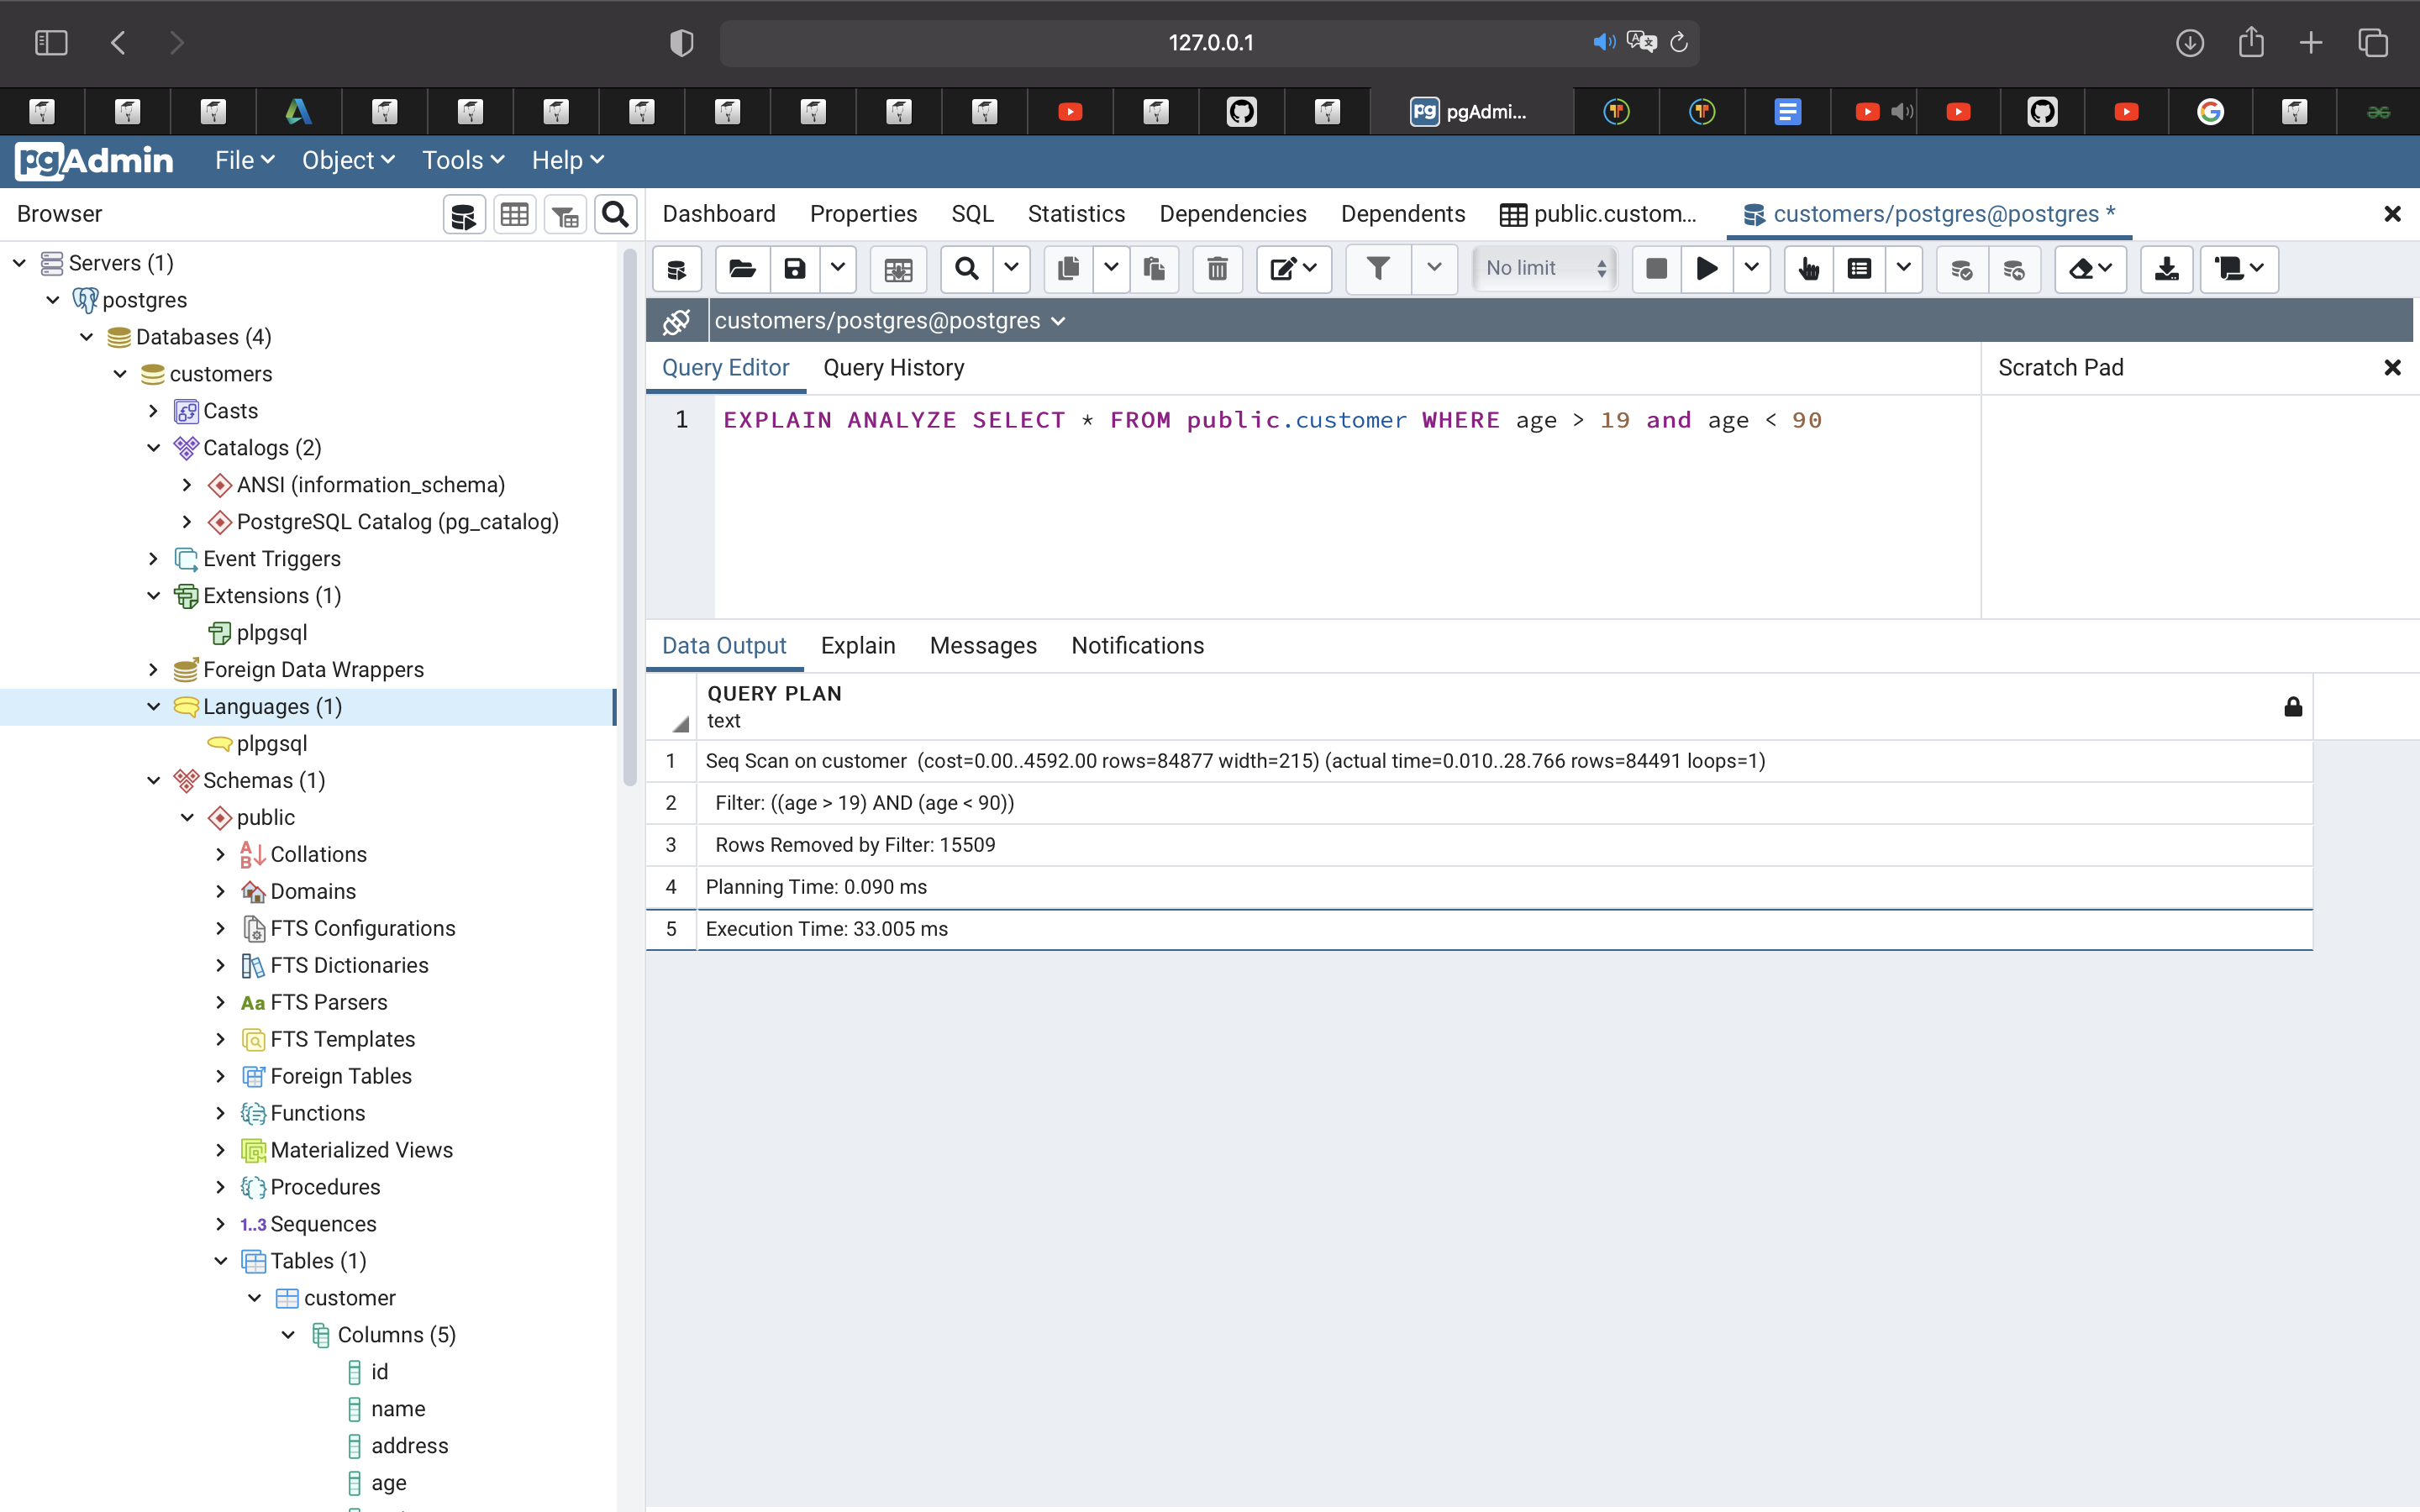 127.0.0.1
pgAdmi...
pgAdmin File Object Tools Help
Browser
Dashboard Properties SQL Statistics Dependencies Dependents public.custom... customers/postgres@postgres *
No limit
customers/postgres@postgres
Query Editor Query History
Scratch Pad
1 EXPLAIN ANALYZE SELECT * FROM public.customer WHERE age > 19 and age < 90
Data Output Explain Messages Notifications
QUERY PLAN
text
1 Seq Scan on customer (cost=0.00..4592.00 rows=84877 width=215) (actual time=0.010..28.766 rows=84491 loops=1)
2 Filter: ((age > 19) AND (age < 90))
3 Rows Removed by Filter: 15509
4 Planning Time: 0.090 ms
5 Execution Time: 33.005 ms
Servers (1)
postgres
Databases (4)
customers
Casts
Catalogs (2)
ANSI (information_schema)
PostgreSQL Catalog (pg_catalog)
Event Triggers
Extensions (1)
plpgsql
Foreign Data Wrappers
Languages (1)
plpgsql
Schemas (1)
public
Collations
Domains
FTS Configurations
FTS Dictionaries
Aa FTS Parsers
FTS Templates
Foreign Tables
Functions
Materialized Views
Procedures
1..3 Sequences
Tables (1)
customer
Columns (5)
id
name
address
age